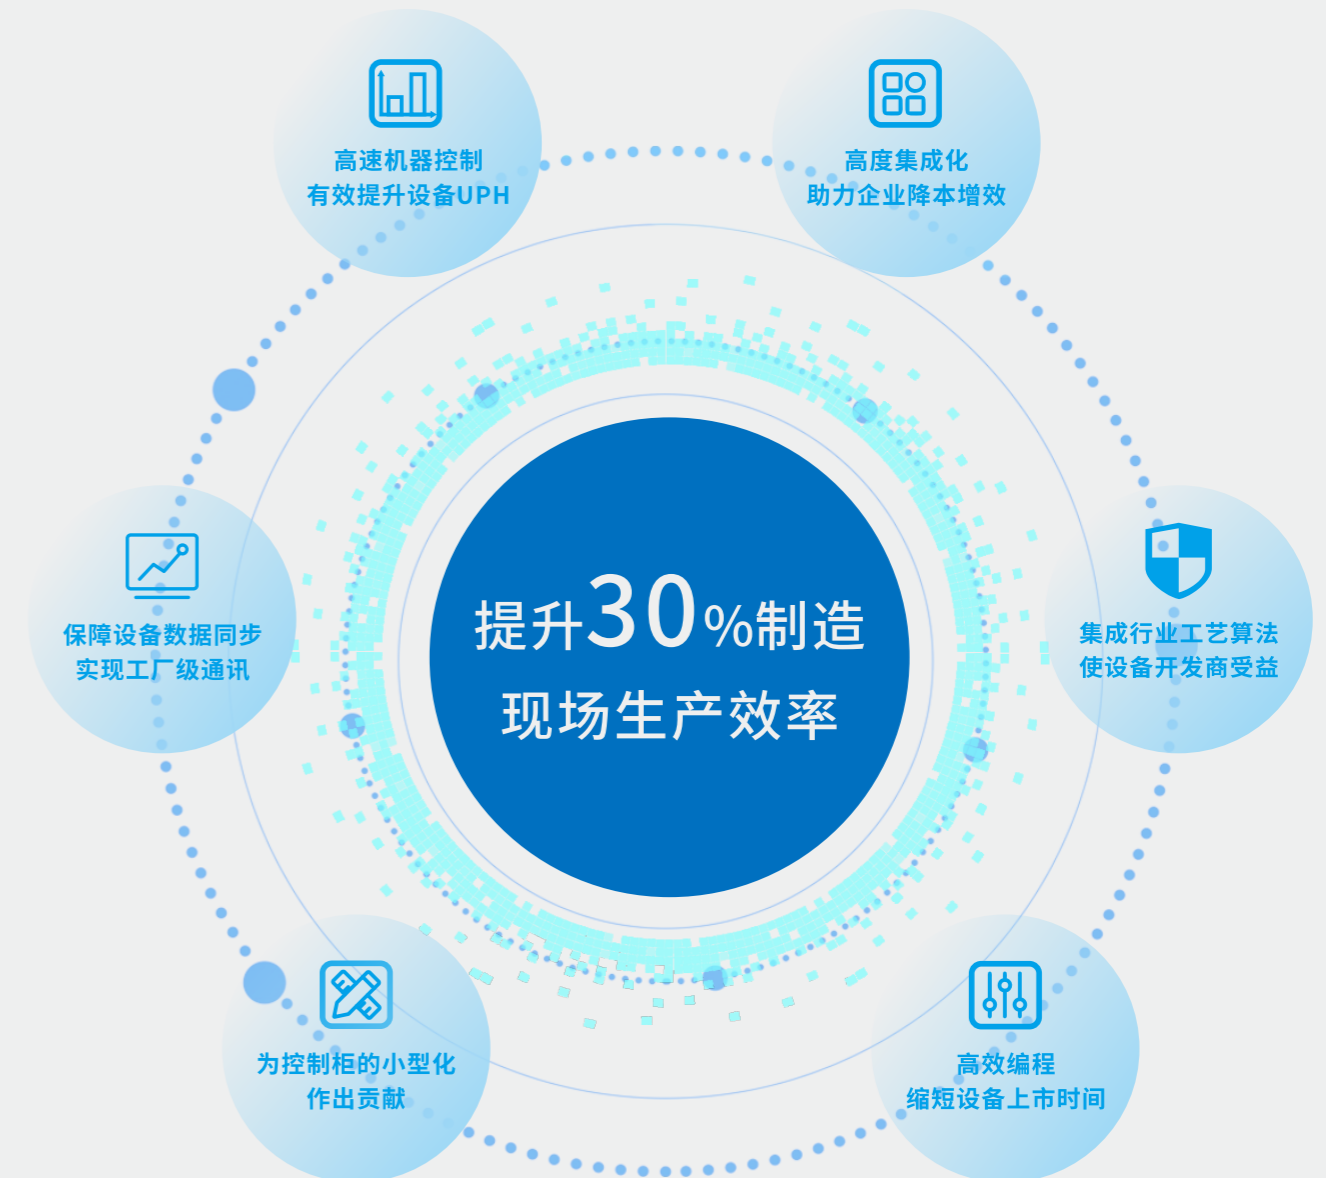 高速机器控制
有效提升设备UPH
高度集成化
助力企业降本增效
保障设备数据同步
实现工厂级通讯
提升30%制造
现场生产效率
集成行业工艺算法
使设备开发商受益
为控制柜的小型化
作出贡献
高效编程
缩短设备上市时间